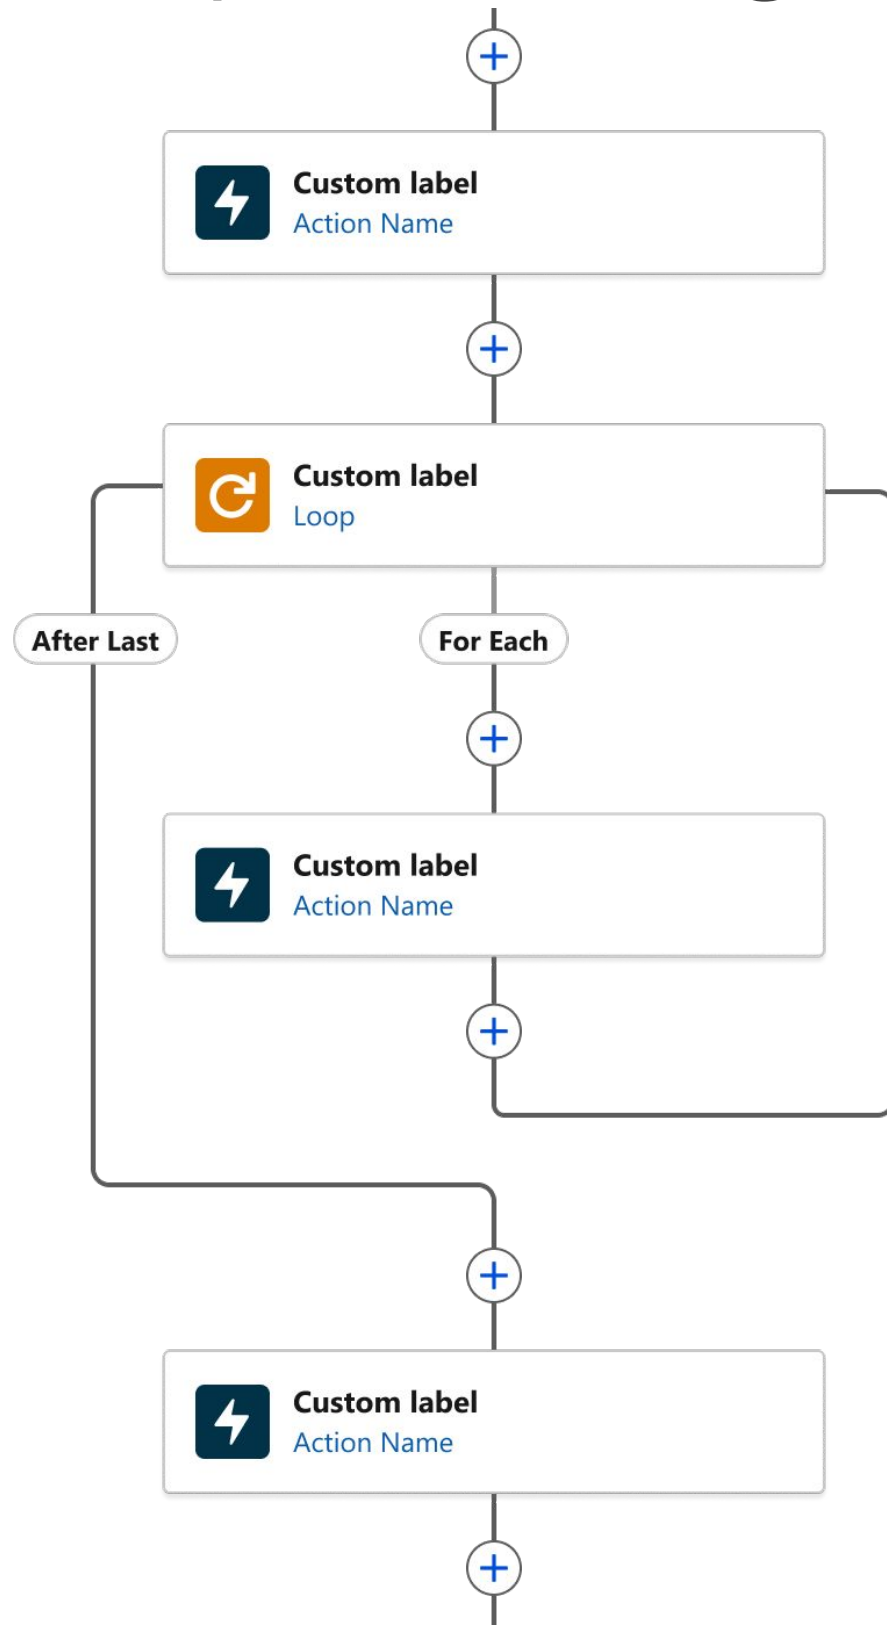 Custom label
Action Name
Custom label
Loop
After Last
For Each
Custom label
Action Name
Custom label
Action Name